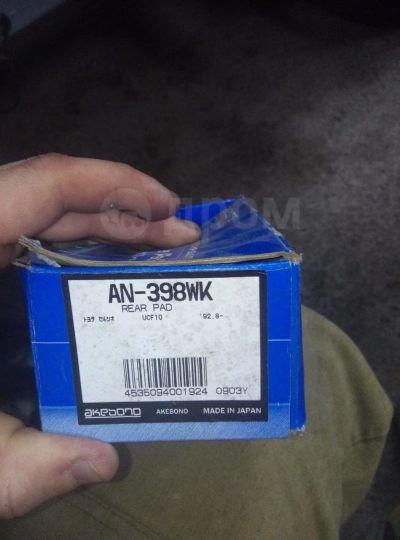 ДРОМ
AN-398WK
REAR PAD
トヨタ セルシオ UCF10 '92.8-
4535094001924 0903Y
akebono AKEBONO MADE IN JAPAN